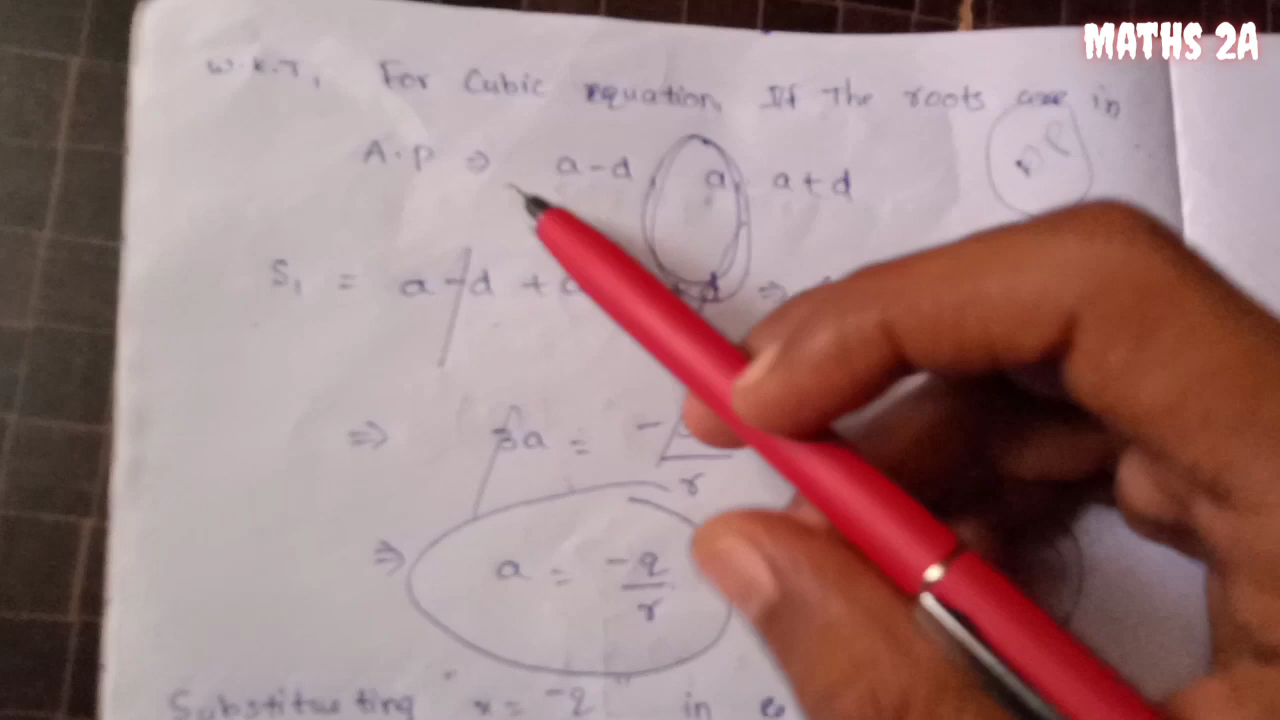 MATHS 2A
W.K.T, For Cubic Equation, If The roots are in
A.P ⇒ a-d, a, a+d
S₁ = a-d + d ⇒
⇒ 3a = - r
⇒ a = -q/r
Substituting "x = -q" in